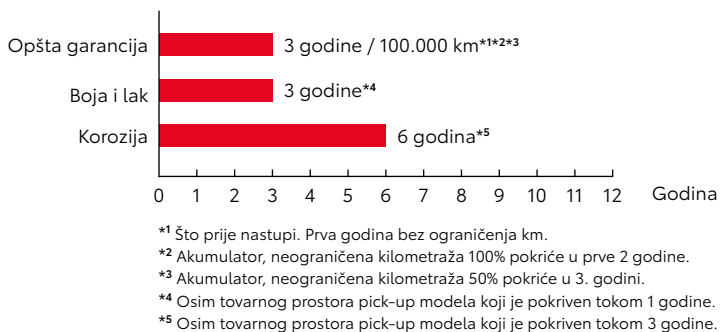 Opšta garancija 3 godine / 100.000 km*1*2*3
Boja i lak 3 godine*4
Korozija 6 godina*5
0 1 2 3 4 5 6 7 8 9 10 11 12 Godina
*1 Što prije nastupi. Prva godina bez ograničenja km.
*2 Akumulator, neograničena kilometraža 100% pokriće u prve 2 godine.
*3 Akumulator, neograničena kilometraža 50% pokriće u 3. godini.
*4 Osim tovarnog prostora pick-up modela koji je pokriven tokom 1 godine.
*5 Osim tovarnog prostora pick-up modela koji je pokriven tokom 3 godine.